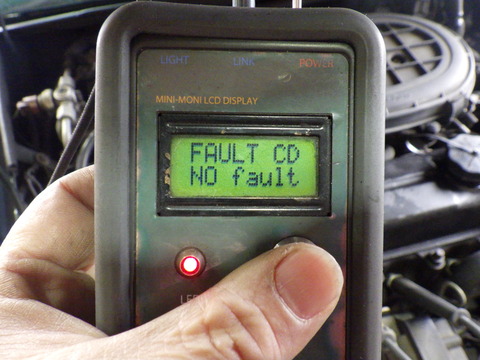 LIGHT LINK POWER
MINI-MONI LCD DISPLAY
FAULT CD
NO fault